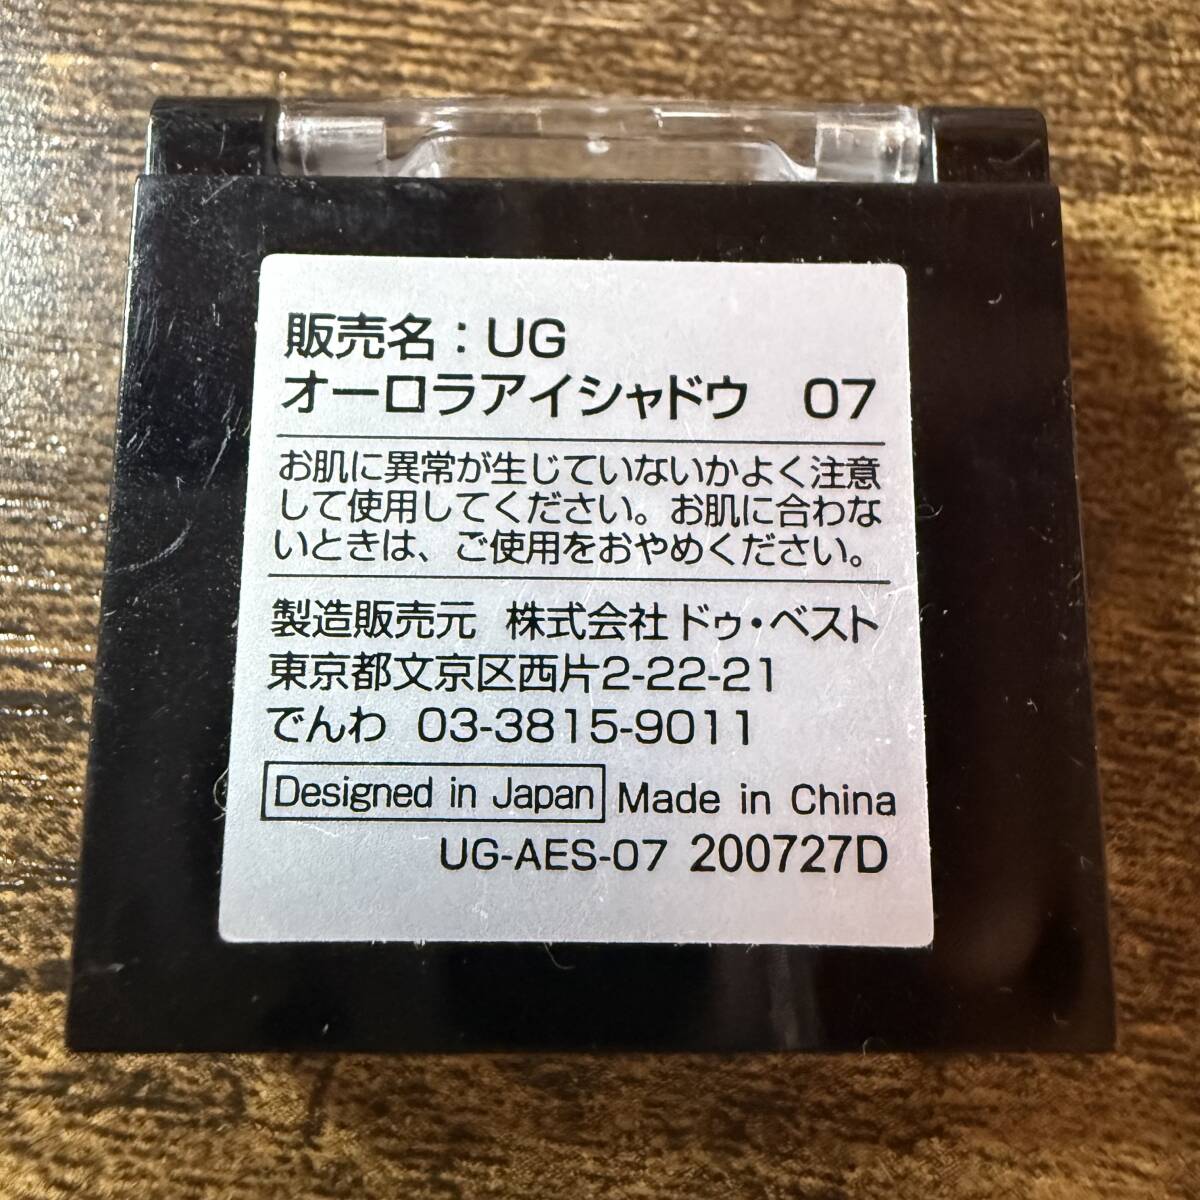 販売名：UG
オーロラアイシャドウ　07
お肌に異常が生じていないかよく注意
して使用してください。お肌に合わな
いときは、ご使用をおやめください。
製造販売元　株式会社ドゥ・ベスト
東京都文京区西片2-22-21
でんわ　03-3815-9011
Designed in Japan Made in China
UG-AES-07 200727D